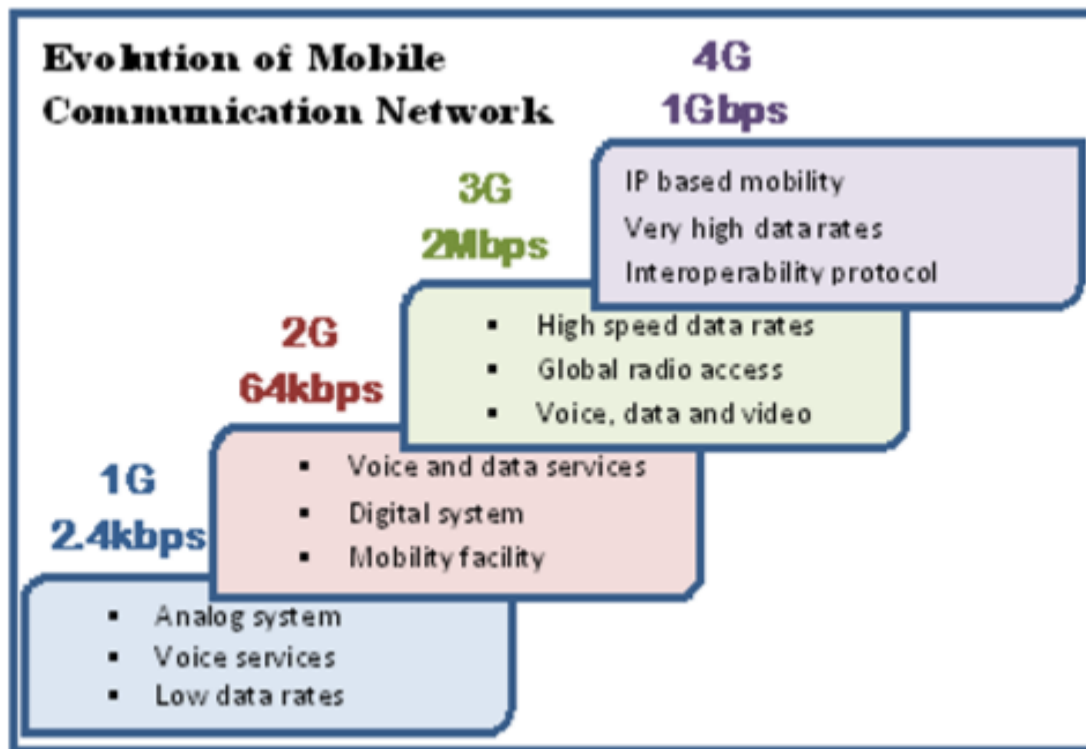 Evolution of Mobile
Communication Network
4G
1Gbps
IP based mobility
Very high data rates
Interoperability protocol
3G
2Mbps
▪ High speed data rates
▪ Global radio access
▪ Voice, data and video
2G
64kbps
▪ Voice and data services
▪ Digital system
▪ Mobility facility
1G
2.4kbps
▪ Analog system
▪ Voice services
▪ Low data rates